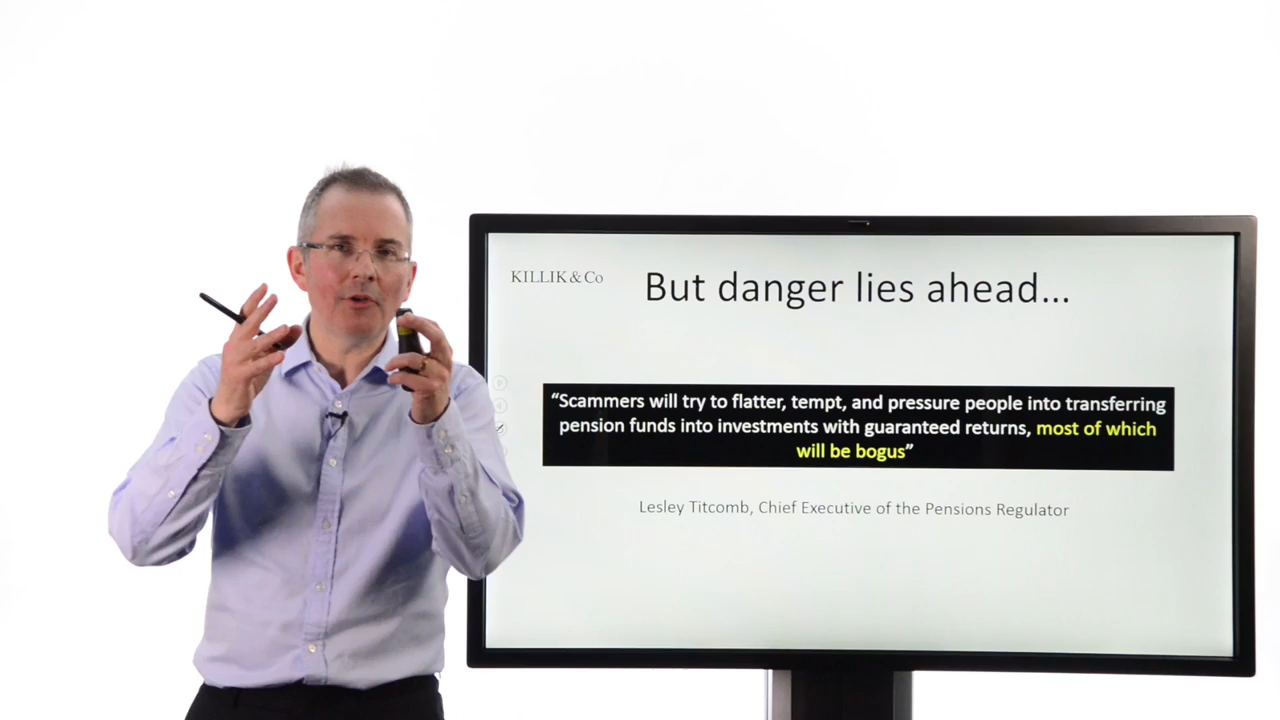 KILLIK & Co
But danger lies ahead...
“Scammers will try to flatter, tempt, and pressure people into transferring
pension funds into investments with guaranteed returns, most of which
will be bogus”
Lesley Titcomb, Chief Executive of the Pensions Regulator